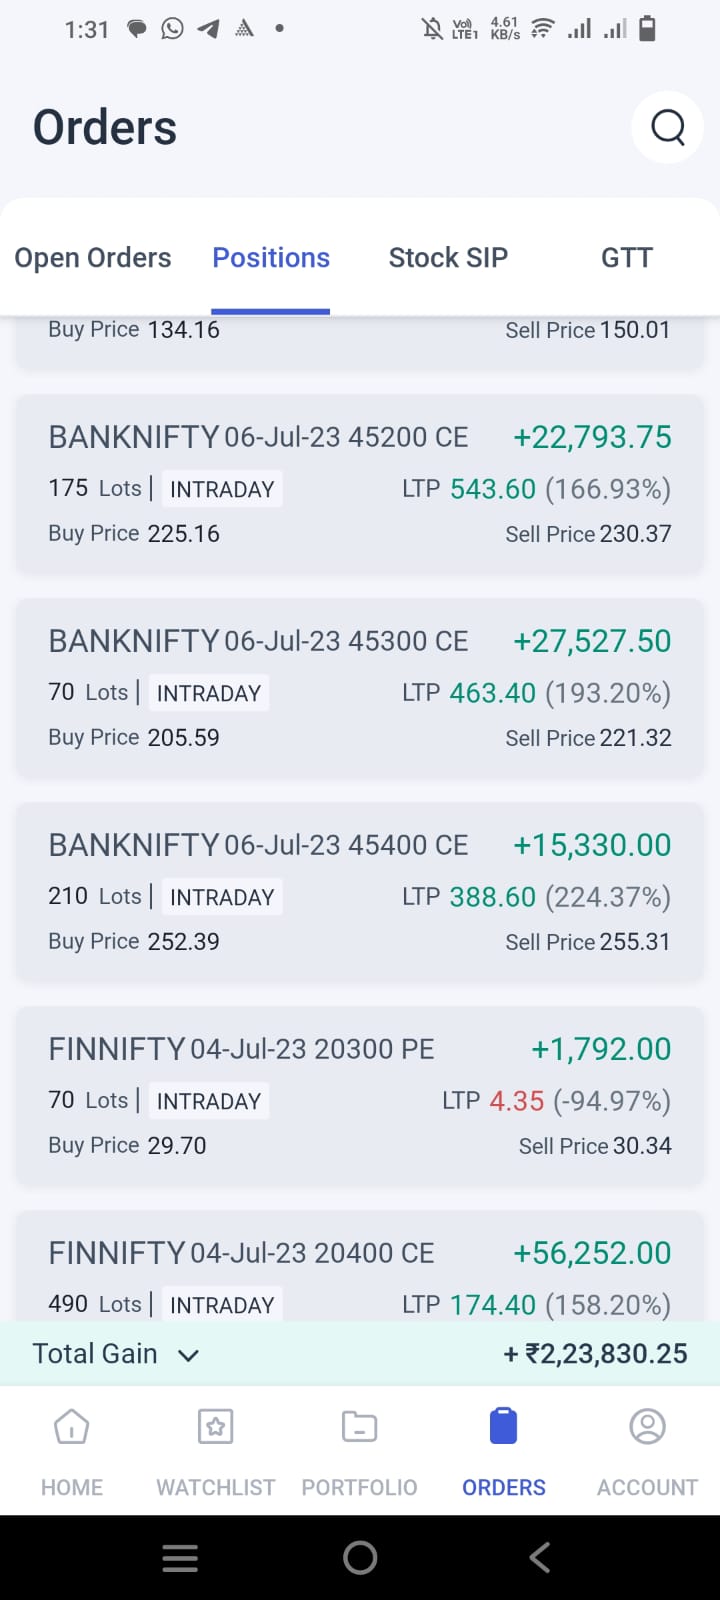 1:31 Vo)) LTE1 4.61 KB/s
Orders
Open Orders Positions Stock SIP GTT
Buy Price 134.16 Sell Price 150.01
BANKNIFTY 06-Jul-23 45200 CE +22,793.75
175 Lots | INTRADAY LTP 543.60 (166.93%)
Buy Price 225.16 Sell Price 230.37
BANKNIFTY 06-Jul-23 45300 CE +27,527.50
70 Lots | INTRADAY LTP 463.40 (193.20%)
Buy Price 205.59 Sell Price 221.32
BANKNIFTY 06-Jul-23 45400 CE +15,330.00
210 Lots | INTRADAY LTP 388.60 (224.37%)
Buy Price 252.39 Sell Price 255.31
FINNIFTY 04-Jul-23 20300 PE +1,792.00
70 Lots | INTRADAY LTP 4.35 (-94.97%)
Buy Price 29.70 Sell Price 30.34
FINNIFTY 04-Jul-23 20400 CE +56,252.00
490 Lots | INTRADAY LTP 174.40 (158.20%)
Total Gain + ₹2,23,830.25
HOME WATCHLIST PORTFOLIO ORDERS ACCOUNT